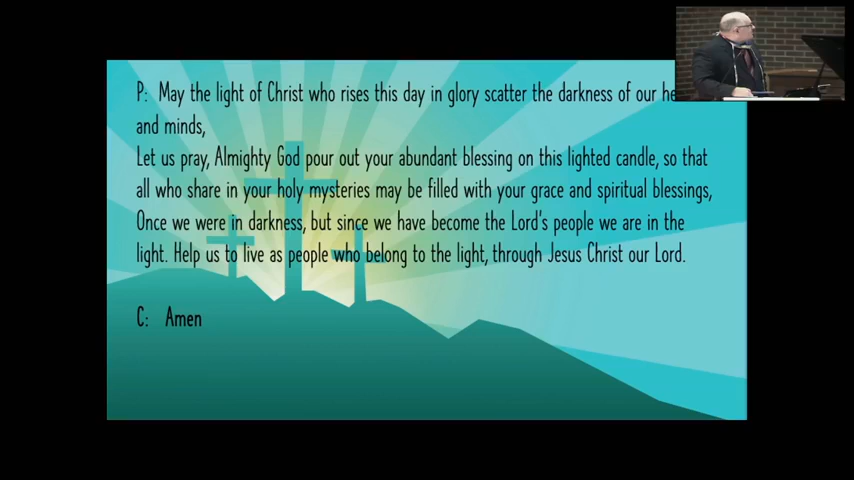 P: May the light of Christ who rises this day in glory scatter the darkness of our
and minds,
Let us pray, Almighty God pour out your abundant blessing on this lighted candle, so that
all who share in your holy mysteries may be filled with your grace and spiritual blessings,
Once we were in darkness, but since we have become the Lord's people we are in the
light. Help us to live as people who belong to the light, through Jesus Christ our Lord.
C: Amen